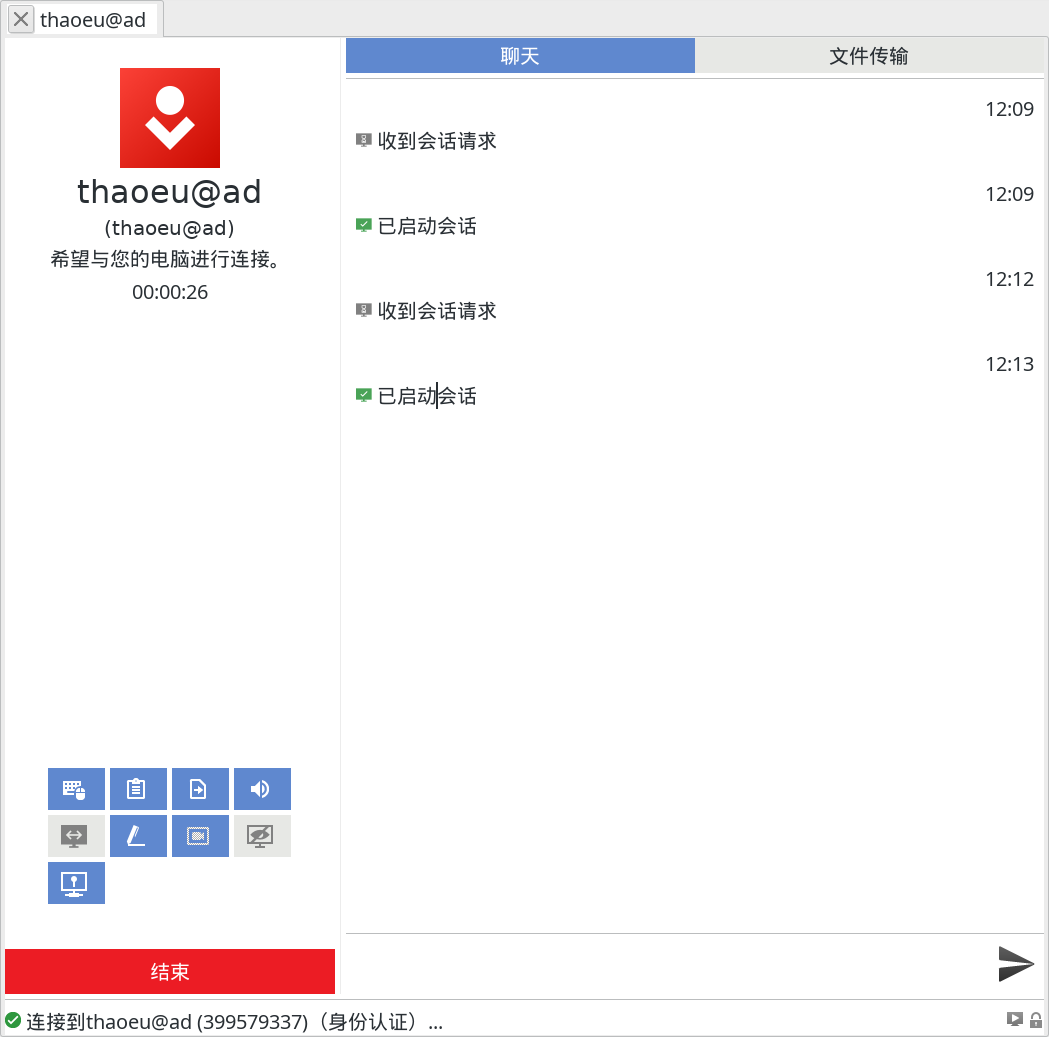 thaoeu@ad
thaoeu@ad
(thaoeu@ad)
希望与您的电脑进行连接。
00:00:26
结束
聊天
文件传输
12:09
收到会话请求
12:09
已启动会话
12:12
收到会话请求
12:13
已启动会话
连接到thaoeu@ad (399579337)（身份认证）...